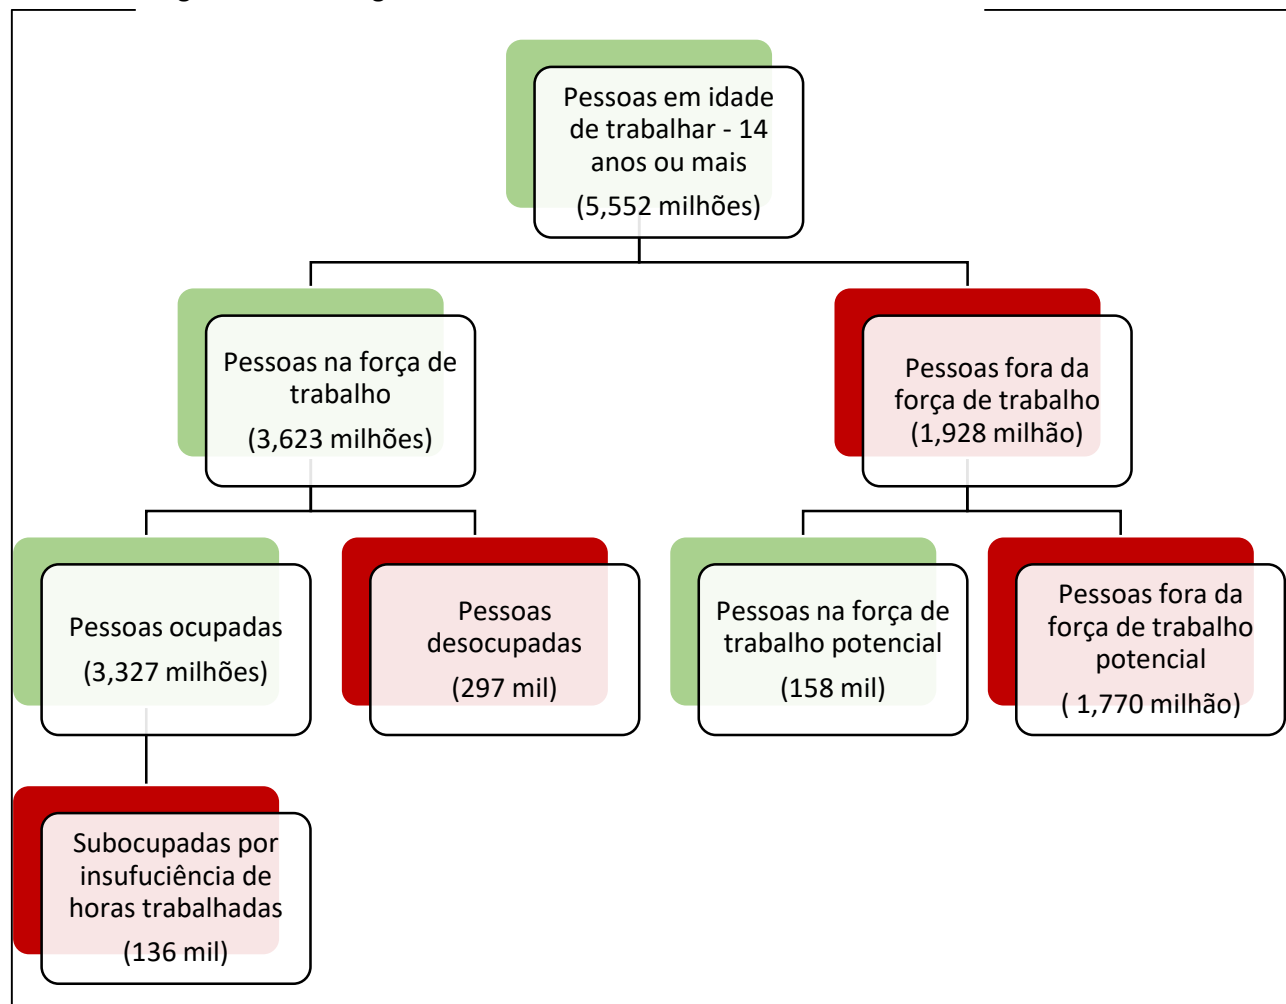 Pessoas em idade
de trabalhar - 14
anos ou mais
(5,552 milhões)
Pessoas na força de
trabalho
(3,623 milhões)
Pessoas fora da
força de trabalho
(1,928 milhão)
Pessoas ocupadas
(3,327 milhões)
Pessoas
desocupadas
(297 mil)
Pessoas na força de
trabalho potencial
(158 mil)
Pessoas fora da
força de trabalho
potencial
( 1,770 milhão)
Subocupadas por
insufuciência de
horas trabalhadas
(136 mil)